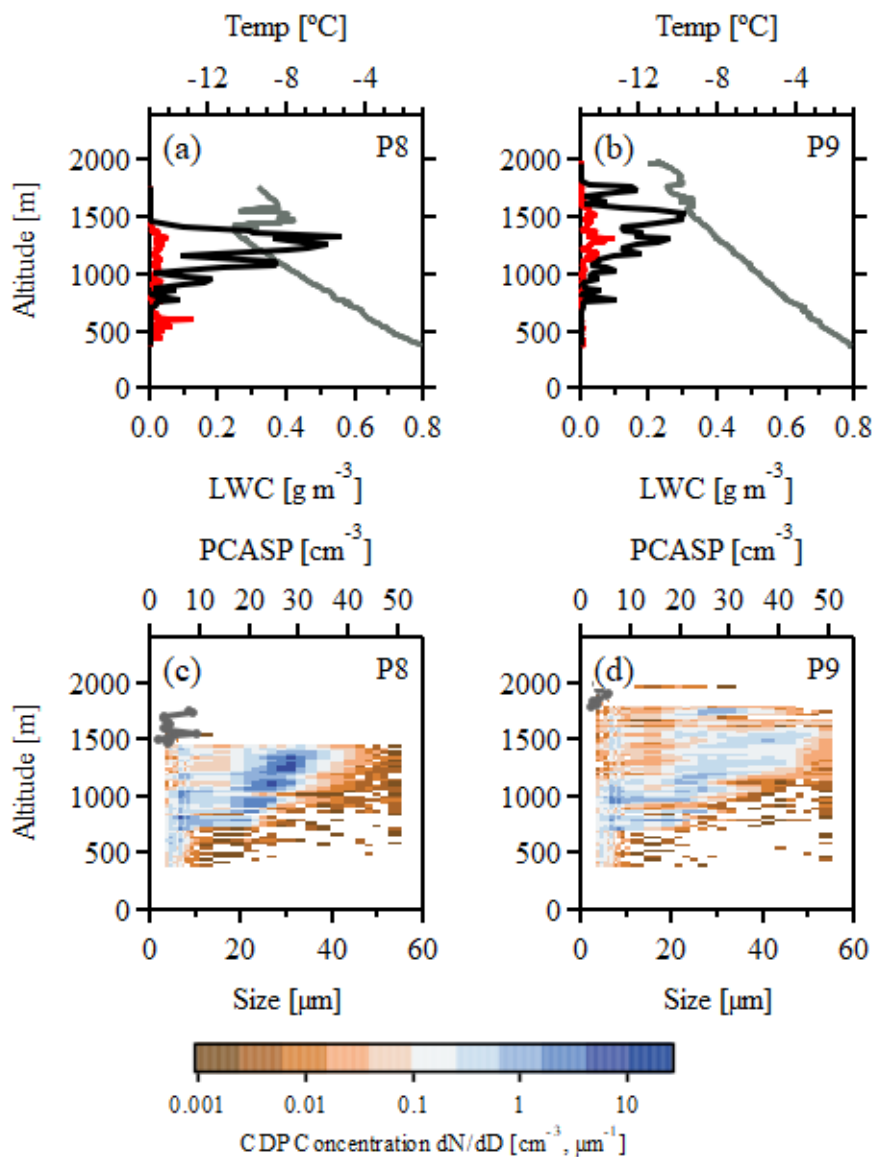 Temp [°C] Temp [°C]
-12 -8 -4 -12 -8 -4
(a) P8 (b) P9
2000 2000
1500 1500
Altitude [m]
1000 1000
500 500
0 0
0.0 0.2 0.4 0.6 0.8 0.0 0.2 0.4 0.6 0.8
LWC [g m⁻³] LWC [g m⁻³]
PCASP [cm⁻³] PCASP [cm⁻³]
0 10 20 30 40 50 0 10 20 30 40 50
(c) P8 (d) P9
2000 2000
1500 1500
Altitude [m]
1000 1000
500 500
0 0
0 20 40 60 0 20 40 60
Size [µm] Size [µm]
0.001 0.01 0.1 1 10
CDP Concentration dN/dD [cm⁻³, µm⁻¹]